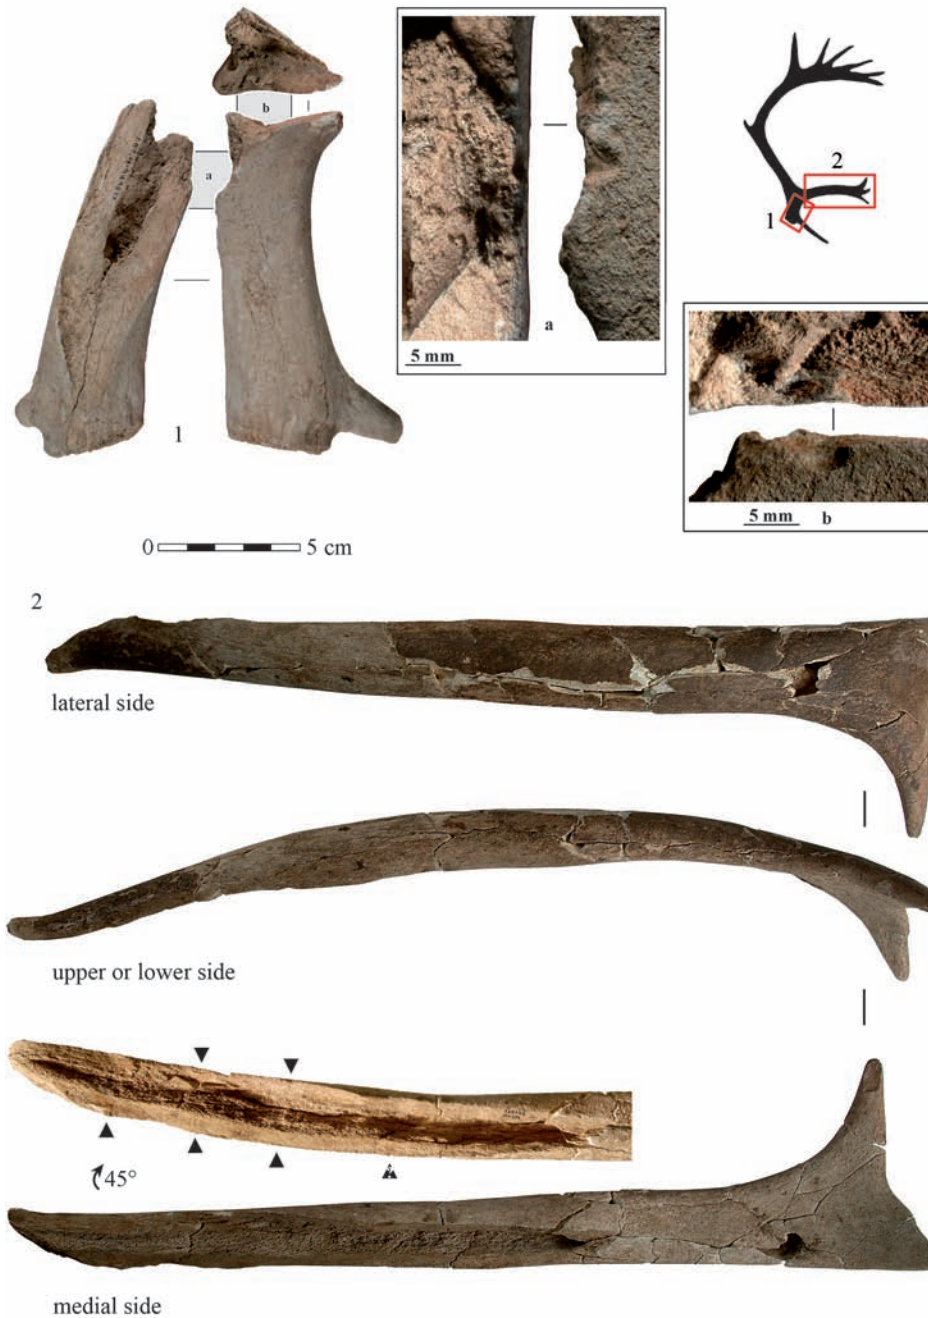 b
a
1
a
5 mm
2
1
5 mm b
0 5 cm
2
lateral side
upper or lower side
45°
medial side